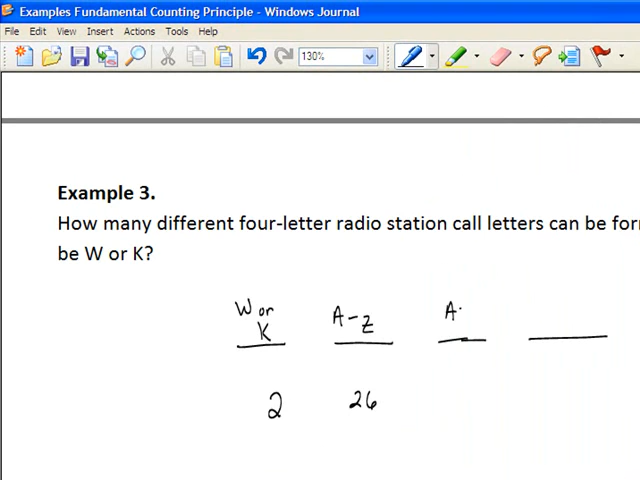 Examples Fundamental Counting Principle - Windows Journal
File Edit View Insert Actions Tools Help
130%
Example 3.
How many different four-letter radio station call letters can be for
be W or K?
W or A-Z A-
K
2 26